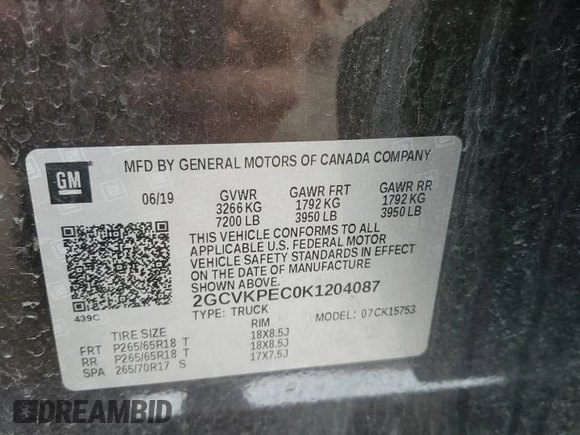 MFD BY GENERAL MOTORS OF CANADA COMPANY
GM
06/19 GVWR GAWR FRT GAWR RR
3266 KG 1792 KG 1792 KG
7200 LB 3950 LB 3950 LB
THIS VEHICLE CONFORMS TO ALL
APPLICABLE U.S. FEDERAL MOTOR
VEHICLE SAFETY STANDARDS IN EFFECT
ON THE DATE OF MANUFACTURE
SHOWN ABOVE.
2GCVKPEC0K1204087
439C TYPE: TRUCK MODEL: 07CK15753
TIRE SIZE RIM
FRT P265/65R18 T 18X8.5J
RR P265/65R18 T 18X8.5J
SPA 265/70R17 S 17X7.5J
DREAMBID